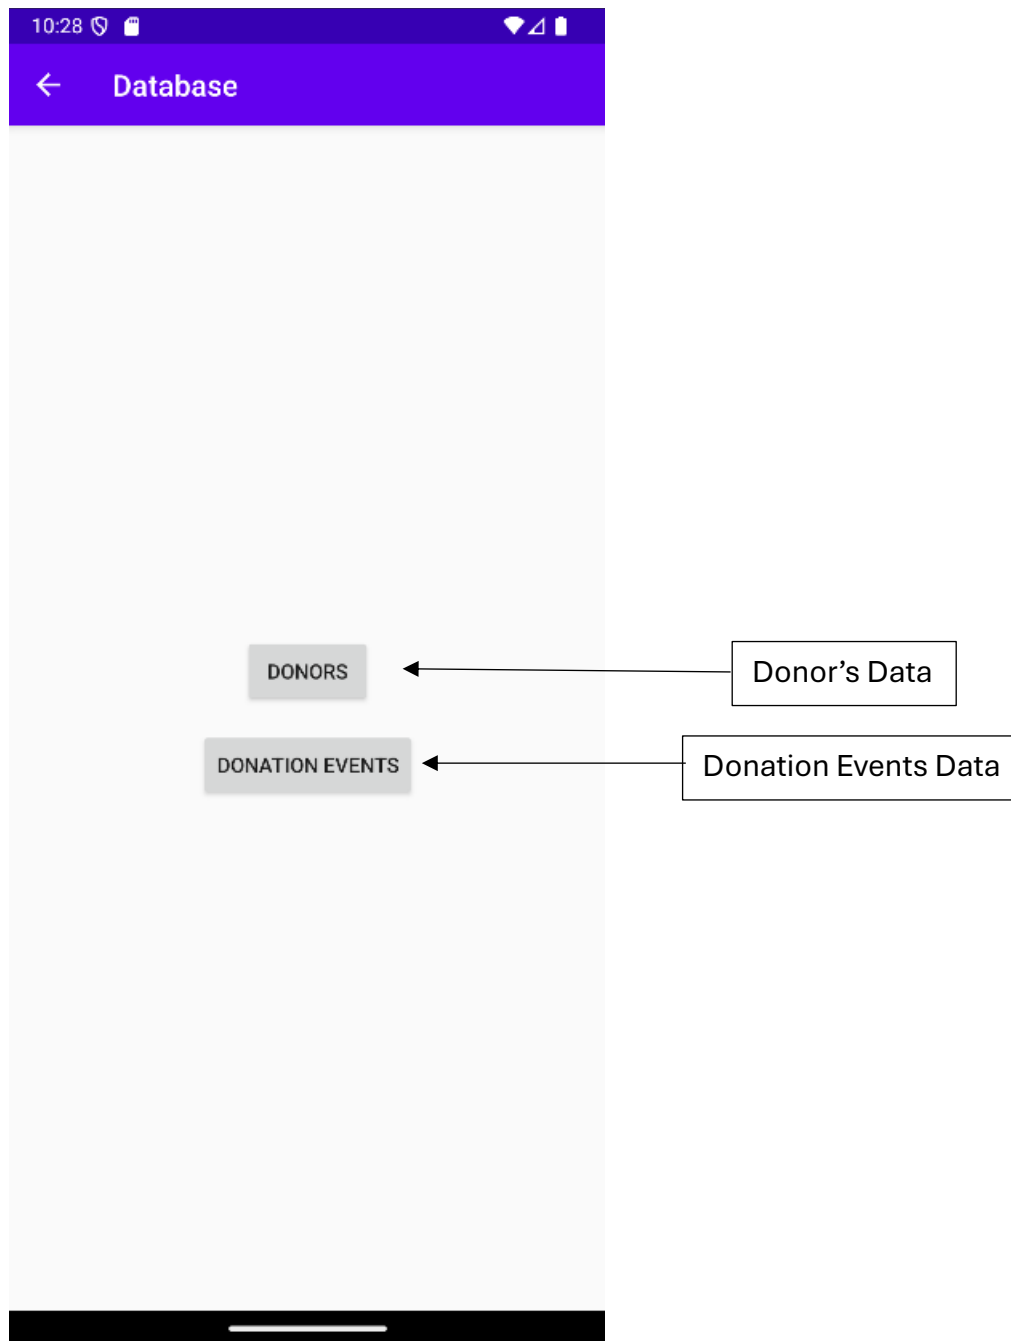 10:28
Database
DONORS
Donor’s Data
DONATION EVENTS
Donation Events Data